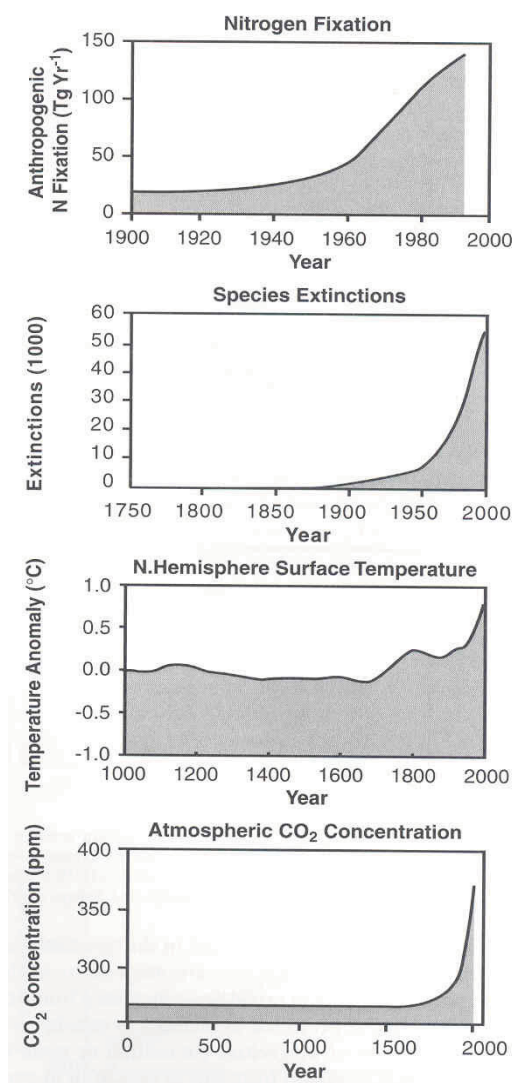 Nitrogen Fixation
Anthropogenic
N Fixation (Tg Yr⁻¹)
150
100
50
0
1900 1920 1940 1960 1980 2000
Year
Species Extinctions
Extinctions (1000)
60
50
40
30
20
10
0
1750 1800 1850 1900 1950 2000
Year
N.Hemisphere Surface Temperature
Temperature Anomaly (°C)
1.0
0.5
0.0
-0.5
-1.0
1000 1200 1400 1600 1800 2000
Year
Atmospheric CO₂ Concentration
CO₂ Concentration (ppm)
400
350
300
0 500 1000 1500 2000
Year